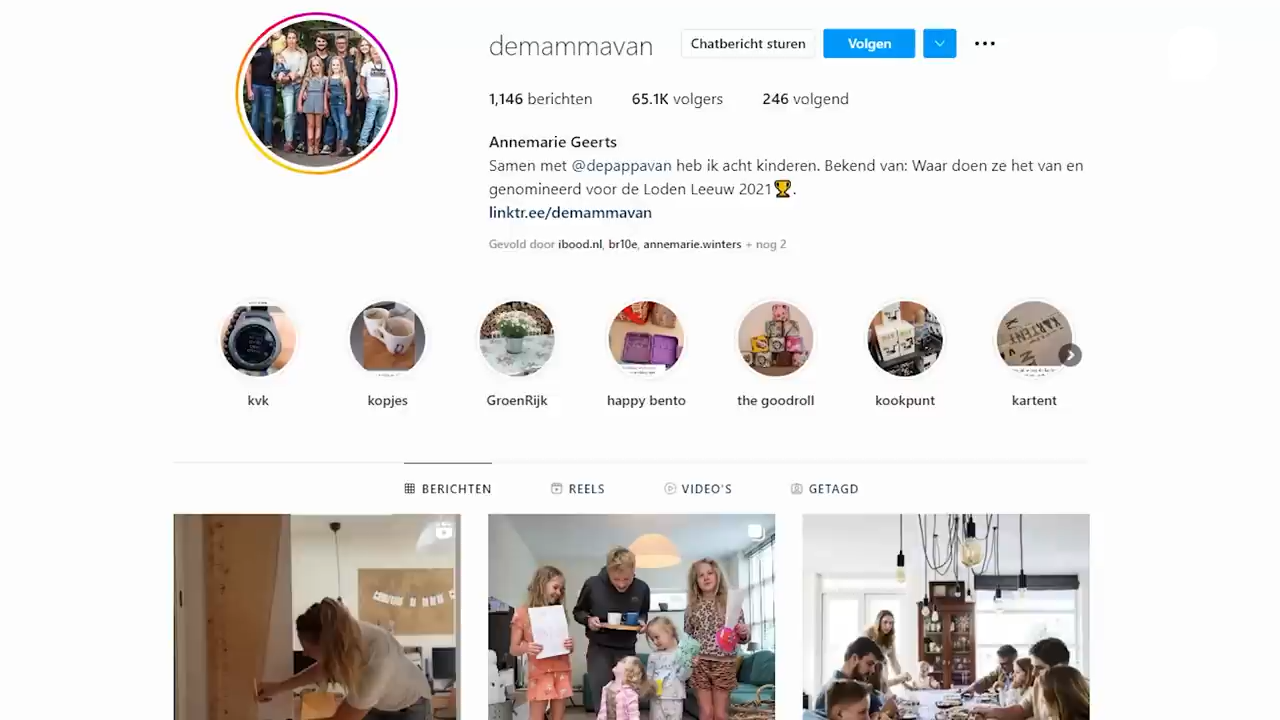 demammavan
Chatbericht sturen
Volgen
1,146 berichten
65.1K volgers
246 volgend
Annemarie Geerts
Samen met @depappavan heb ik acht kinderen. Bekend van: Waar doen ze het van en
genomineerd voor de Loden Leeuw 2021🏆.
linktr.ee/demammavan
Gevold door ibood.nl, br10e, annemarie.winters + nog 2
kvk
kopjes
GroenRijk
happy bento
the goodroll
kookpunt
KARTENT
kartent
BERICHTEN
REELS
VIDEO'S
GETAGD